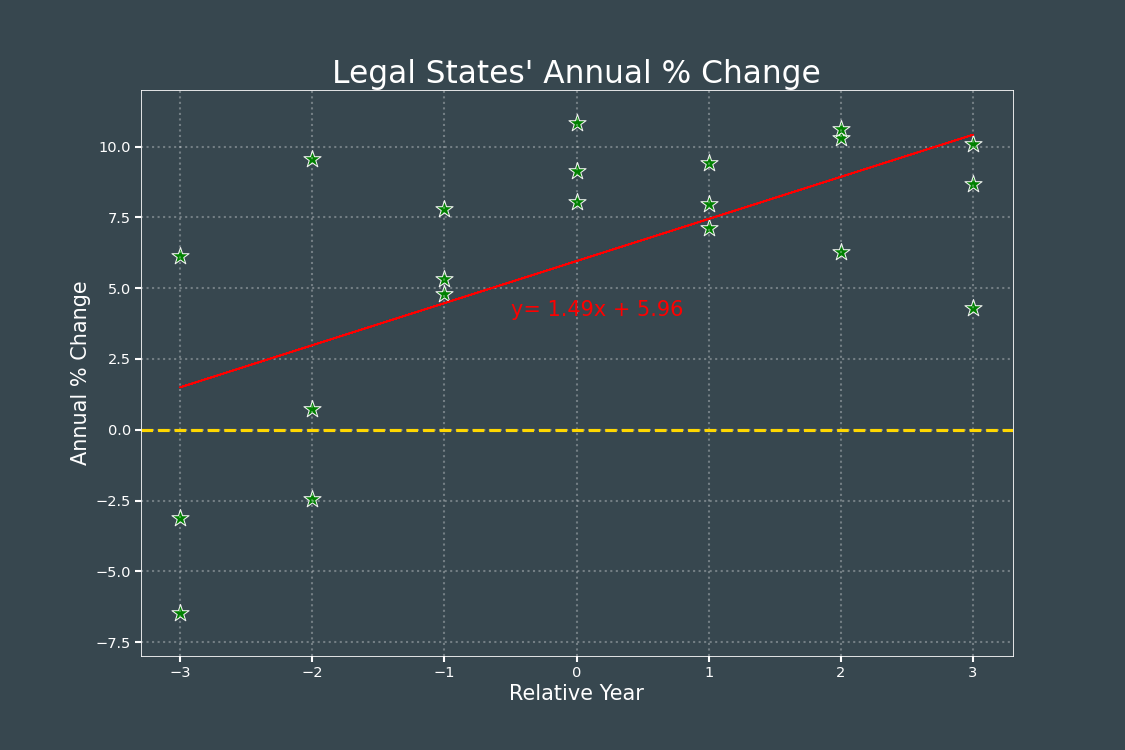 Legal States' Annual % Change
Annual % Change
10.0
7.5
5.0
2.5
0.0
−2.5
−5.0
−7.5
y= 1.49x + 5.96
−3 −2 −1 0 1 2 3
Relative Year